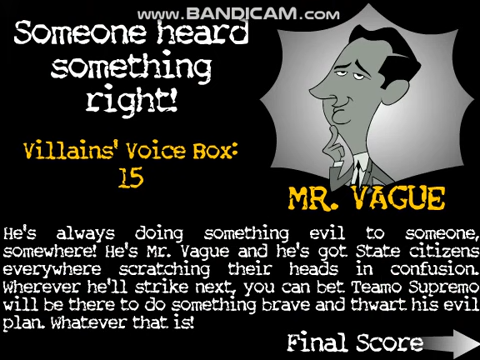 www.BANDICAM.com
Someone heard
something
right!
Villains' Voice Box:
15
MR. VAGUE
He's always doing something evil to someone,
somewhere! He's Mr. Vague and he's got State citizens
everywhere scratching their heads in confusion.
Wherever he'll strike next, you can bet Teamo Supremo
will be there to do something brave and thwart his evil
plan. Whatever that is!
Final Score